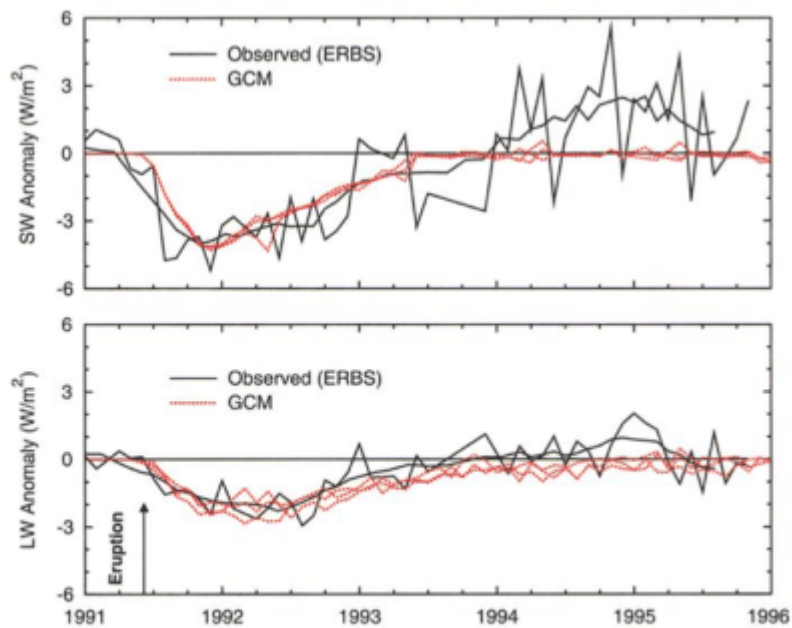 6
3
0
-3
-6
SW Anomaly (W/m²)
Observed (ERBS)
GCM
6
3
0
-3
-6
LW Anomaly (W/m²)
Observed (ERBS)
GCM
Eruption
1991 1992 1993 1994 1995 1996